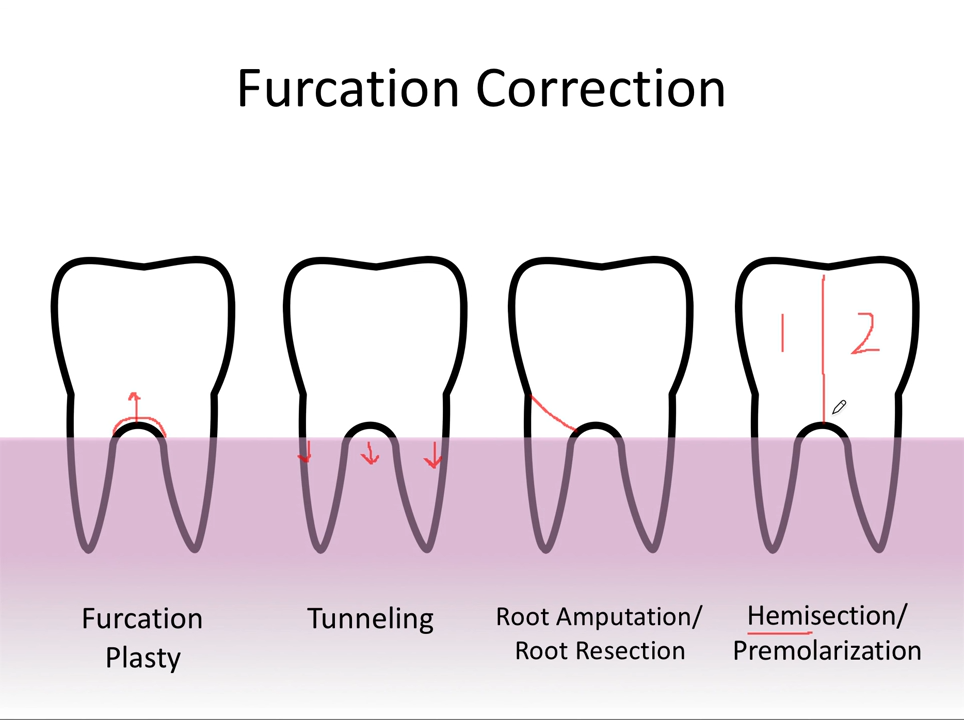 Furcation Correction
1 2
Furcation
Plasty
Tunneling
Root Amputation/
Root Resection
Hemisection/
Premolarization